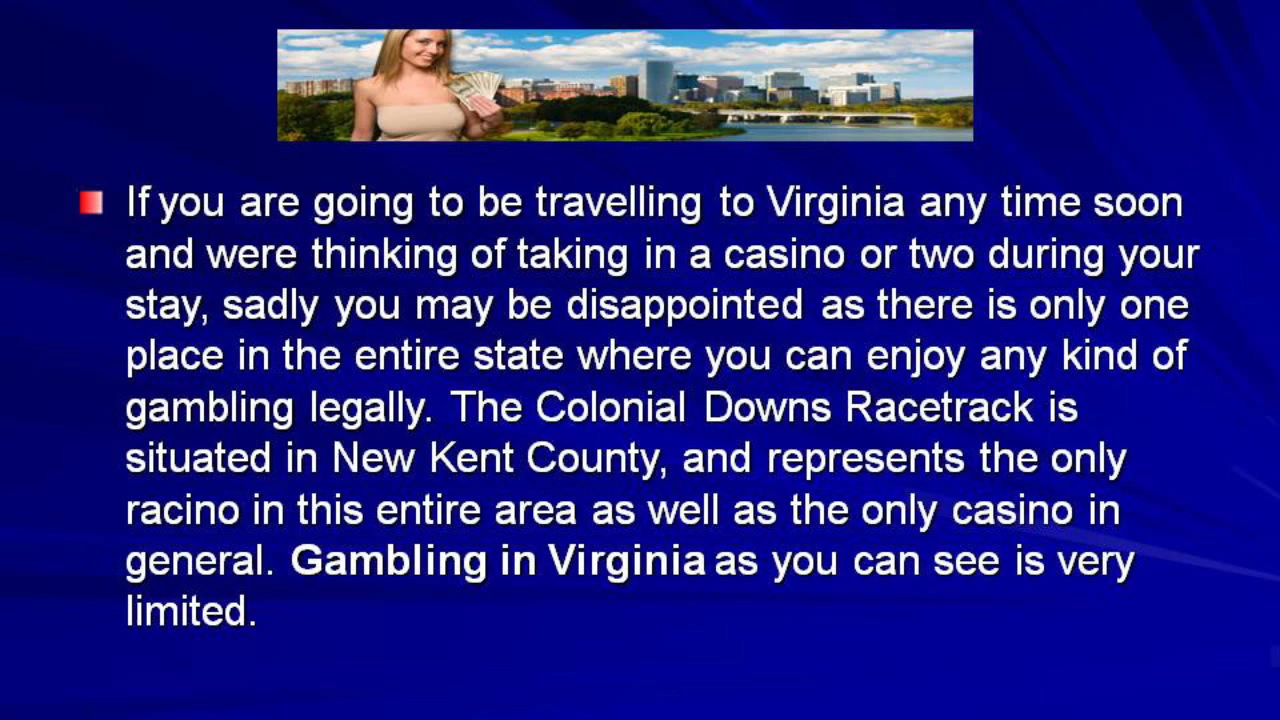 If you are going to be travelling to Virginia any time soon
and were thinking of taking in a casino or two during your
stay, sadly you may be disappointed as there is only one
place in the entire state where you can enjoy any kind of
gambling legally. The Colonial Downs Racetrack is
situated in New Kent County, and represents the only
racino in this entire area as well as the only casino in
general. Gambling in Virginia as you can see is very
limited.